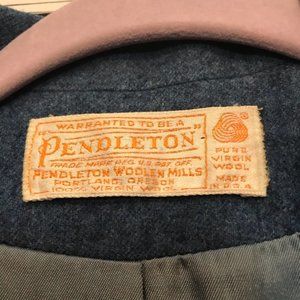 WARRANTED TO BE A
"PENDLETON"
TRADE MARK REG. U.S. PAT. OFF.
PENDLETON WOOLEN MILLS
PORTLAND, OREGON
100% VIRGIN WOOL
PURE
VIRGIN
WOOL
MADE
IN U.S.A.